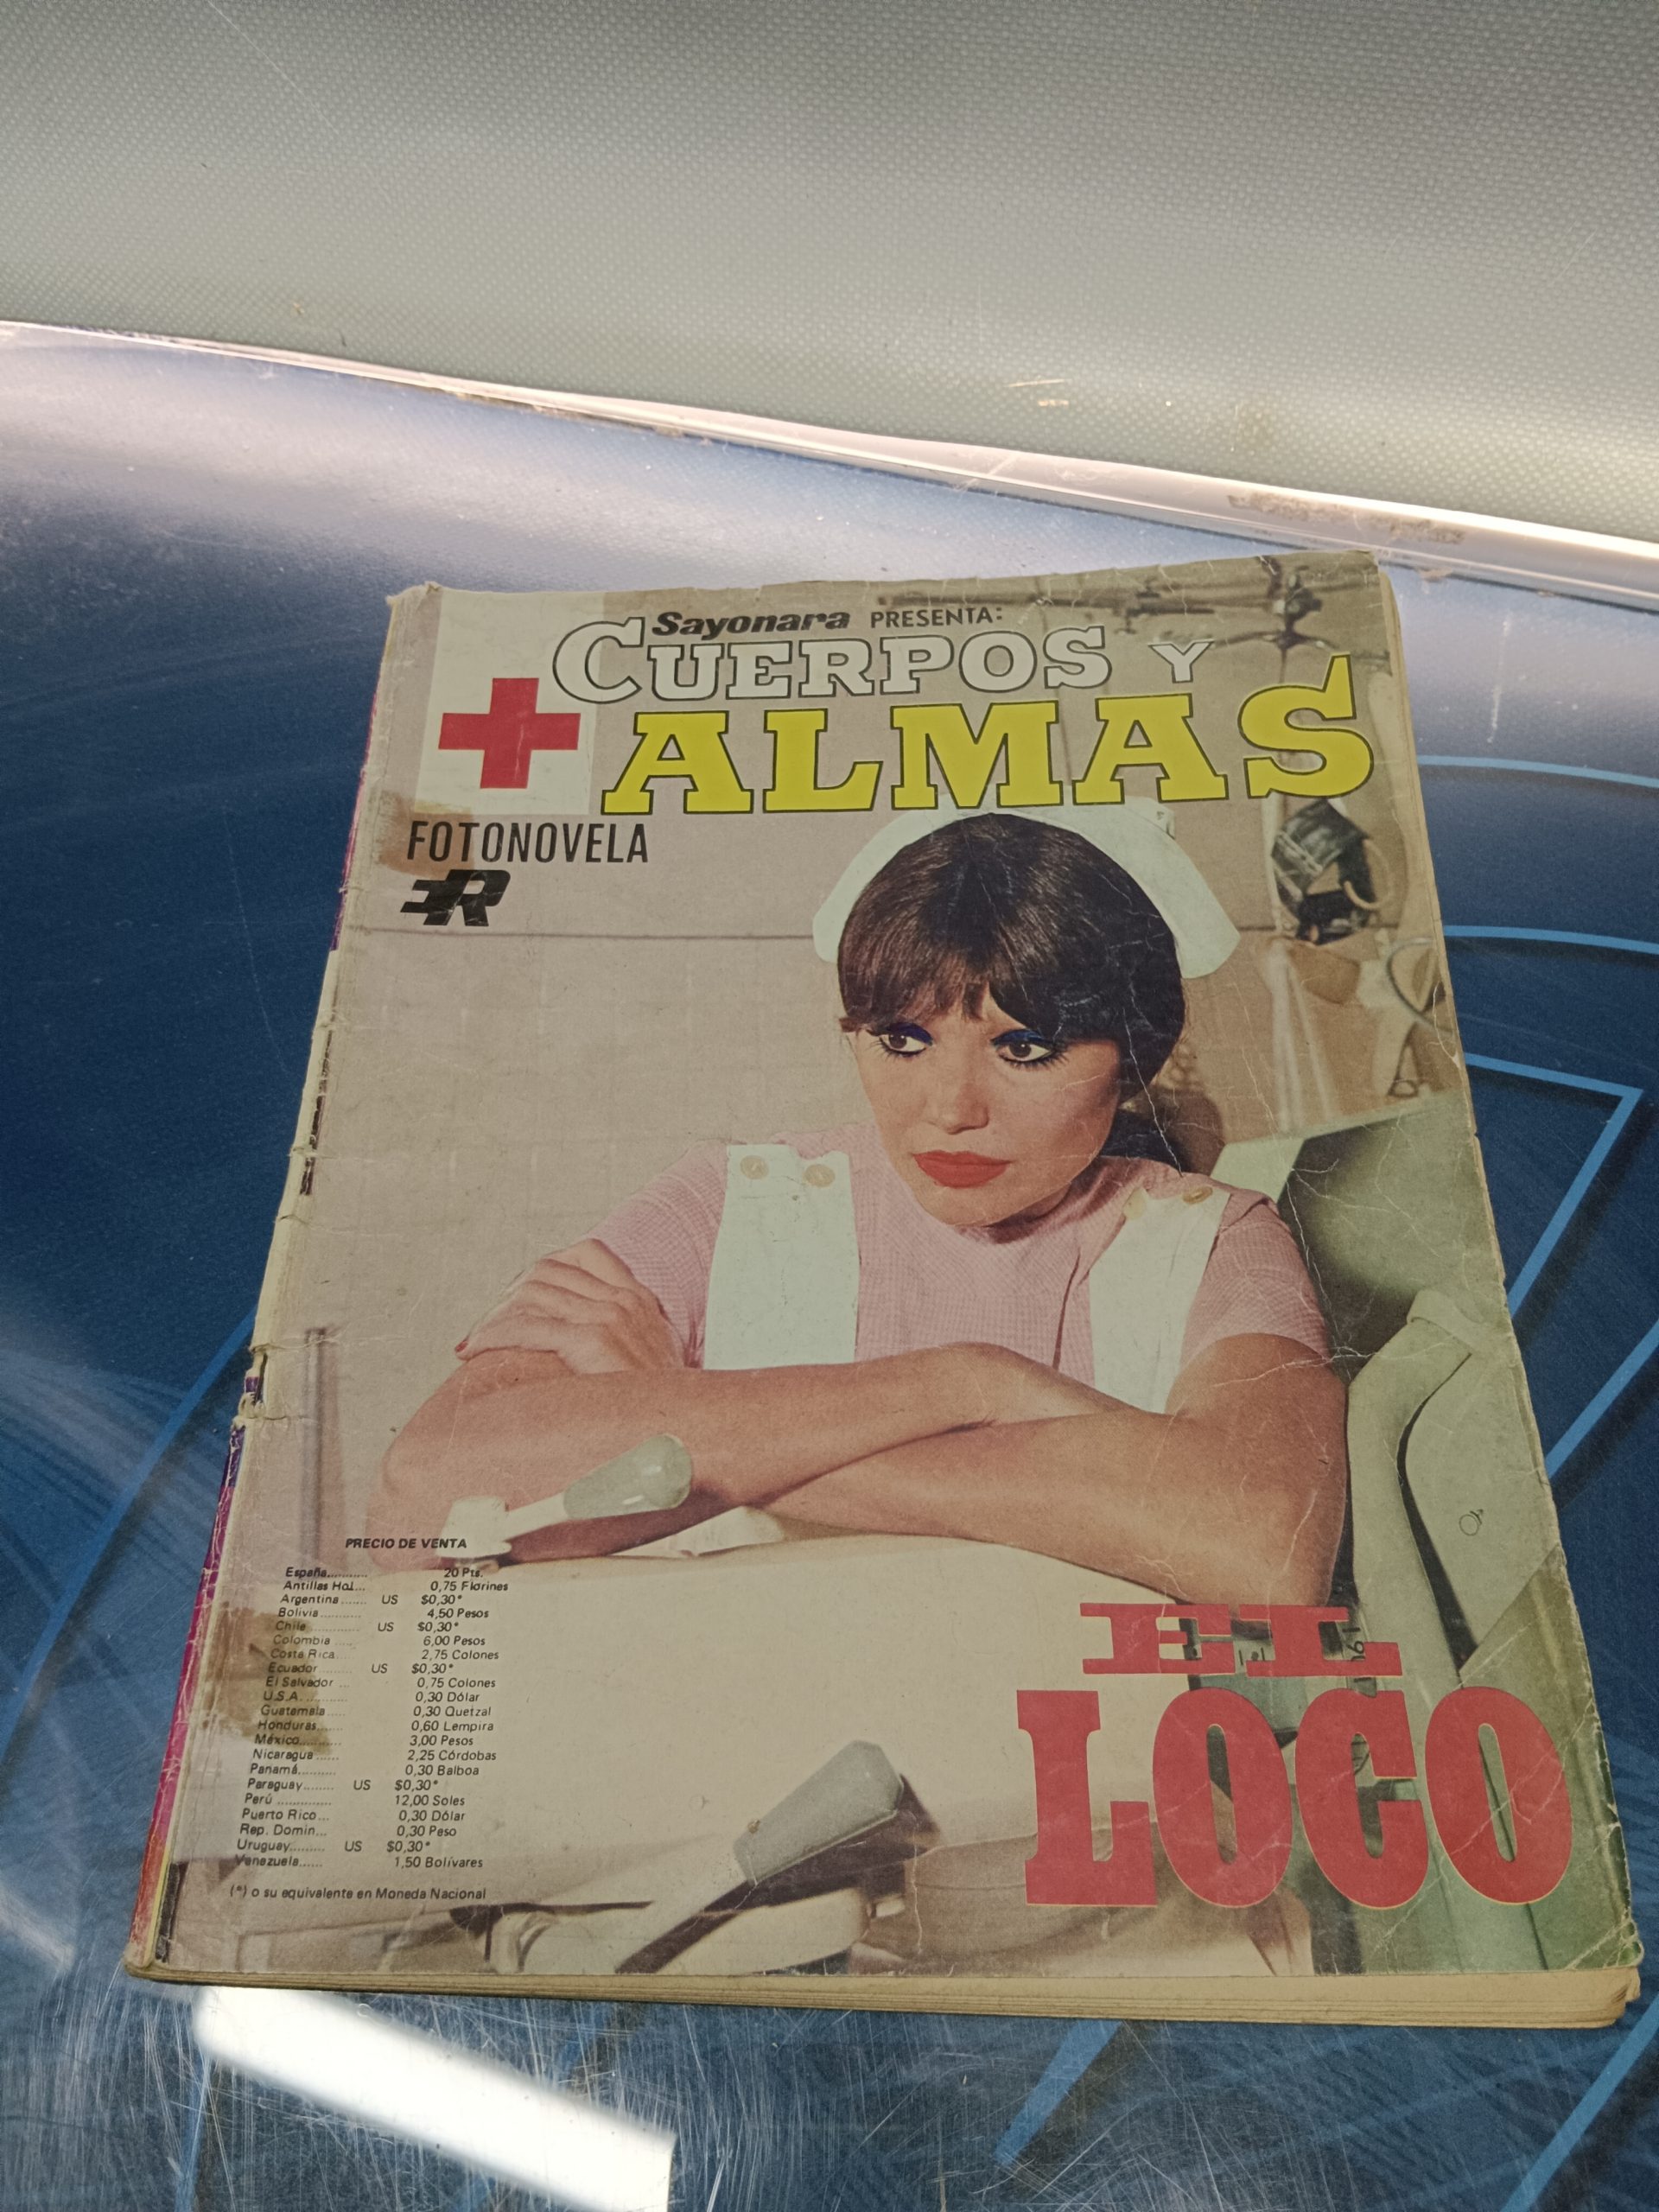 Sayonara PRESENTA:
CUERPOS Y
ALMAS
FOTONOVELA
ER
PRECIO DE VENTA
España........... 20 Pts.
Antillas Hol... 0,75 Florines
Argentina....... US $0,30*
Bolivia........... 4,50 Pesos
Chile............ US $0,30*
Colombia..... 6,00 Pesos
Costa Rica... 2,75 Colones
Ecuador........ US $0,30*
El Salvador... 0,75 Colones
U.S.A............ 0,30 Dólar
Guatemala.... 0,30 Quetzal
Honduras...... 0,60 Lempira
México.......... 3,00 Pesos
Nicaragua...... 2,25 Córdobas
Panamá.......... 0,30 Balboa
Paraguay........ US $0,30*
Perú.............. 12,00 Soles
Puerto Rico... 0,30 Dólar
Rep. Domin... 0,30 Peso
Uruguay......... US $0,30*
Venezuela...... 1,50 Bolívares
(*) o su equivalente en Moneda Nacional
EL
LOCO